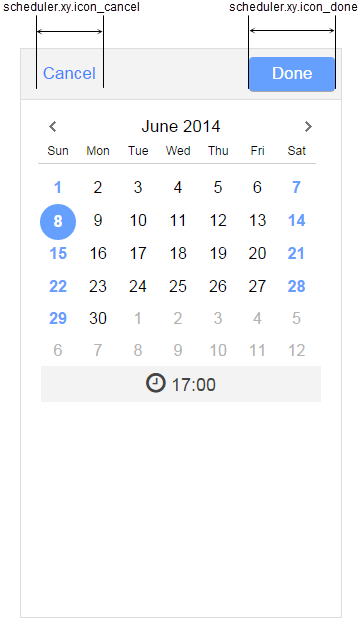 scheduler.xy.icon_cancel scheduler.xy.icon_done
Cancel Done
June 2014
Sun Mon Tue Wed Thu Fri Sat
1 2 3 4 5 6 7
8 9 10 11 12 13 14
15 16 17 18 19 20 21
22 23 24 25 26 27 28
29 30 1 2 3 4 5
6 7 8 9 10 11 12
17:00